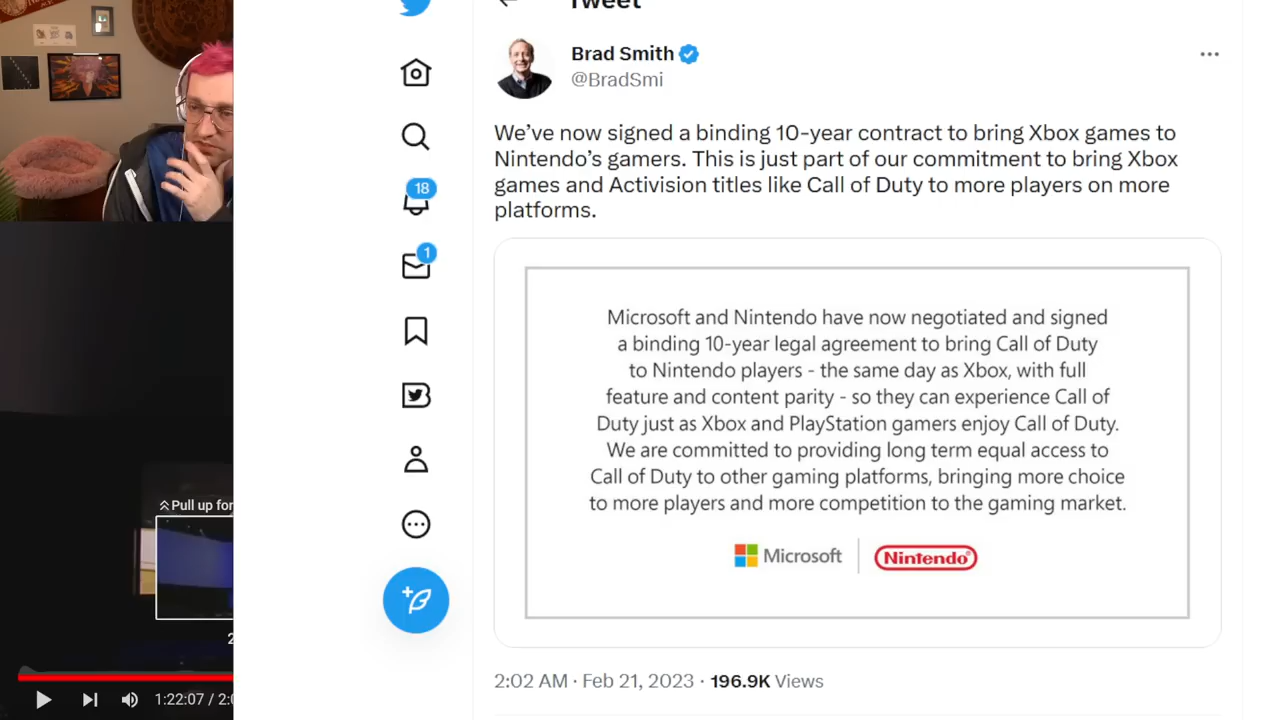 Tweet
Brad Smith
@BradSmi
We’ve now signed a binding 10-year contract to bring Xbox games to
Nintendo’s gamers. This is just part of our commitment to bring Xbox
games and Activision titles like Call of Duty to more players on more
platforms.
18
1
Microsoft and Nintendo have now negotiated and signed
a binding 10-year legal agreement to bring Call of Duty
to Nintendo players - the same day as Xbox, with full
feature and content parity - so they can experience Call of
Duty just as Xbox and PlayStation gamers enjoy Call of Duty.
We are committed to providing long term equal access to
Call of Duty to other gaming platforms, bringing more choice
to more players and more competition to the gaming market.
Microsoft
Nintendo
2:02 AM · Feb 21, 2023 · 196.9K Views
Pull up for
1:22:07 / 2: